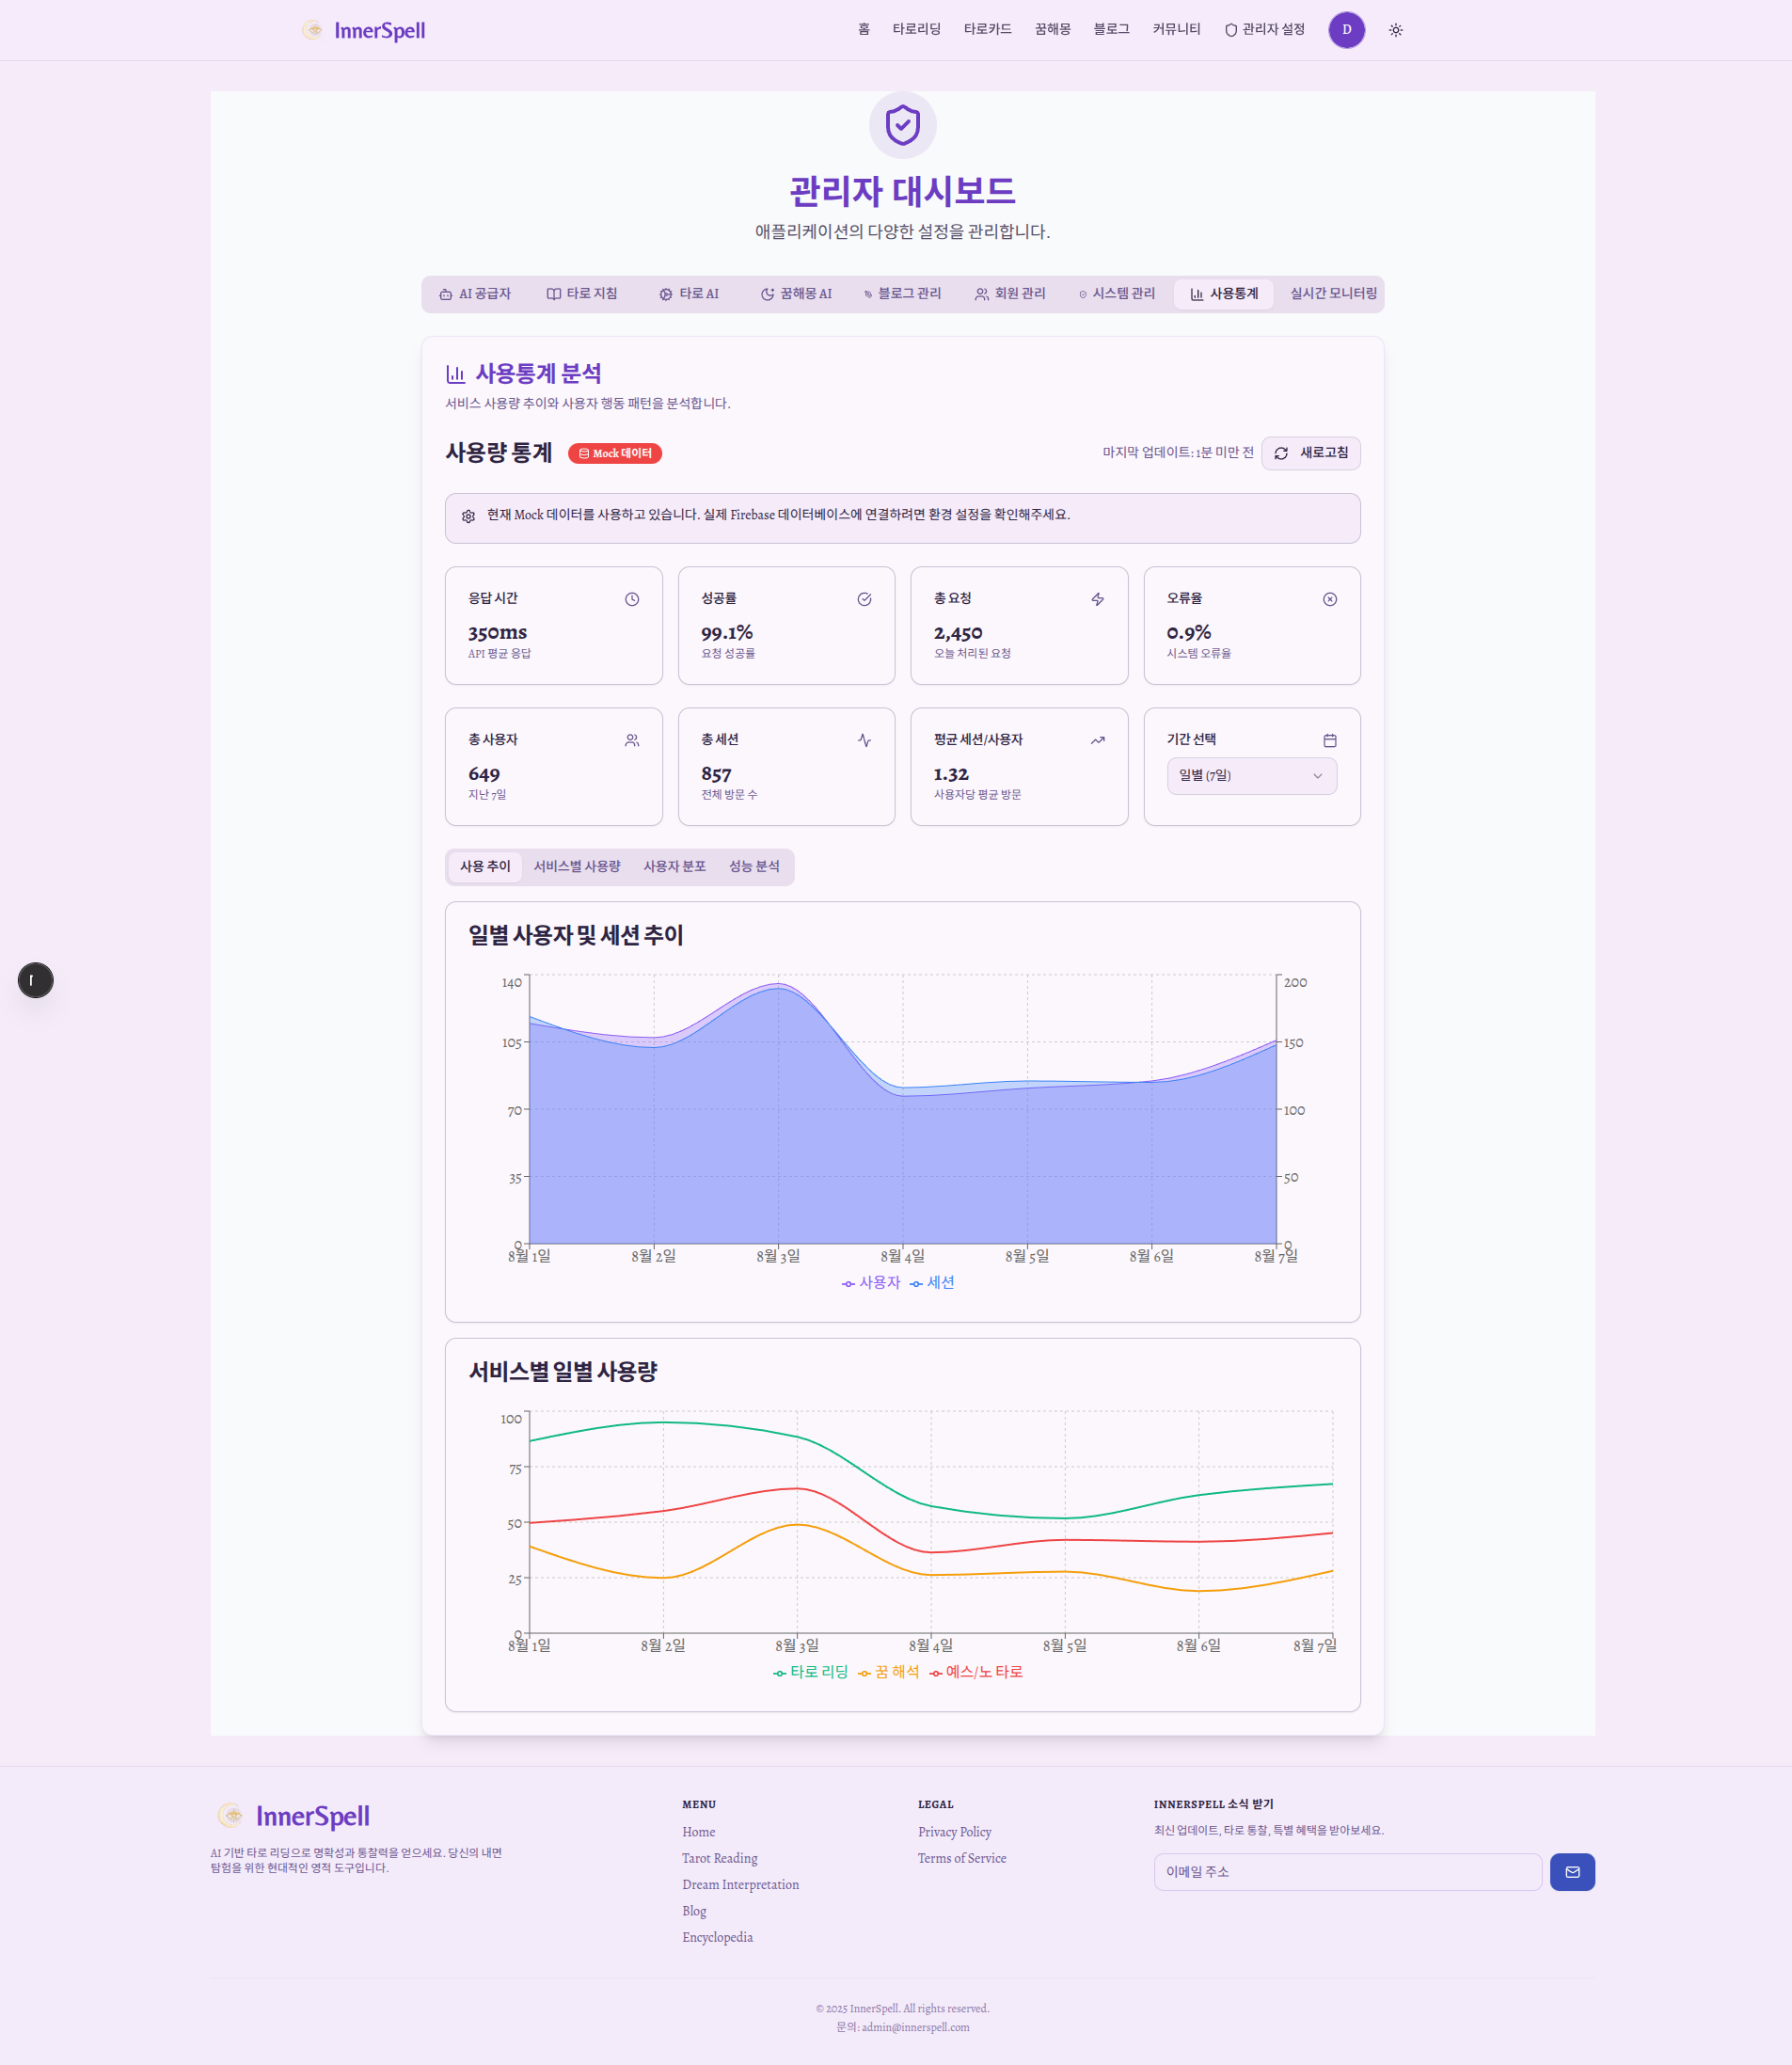 InnerSpell
홈 타로리딩 타로카드 꿈해몽 블로그 커뮤니티 관리자 설정 D
관리자 대시보드
애플리케이션의 다양한 설정을 관리합니다.
AI 공급자 타로 지침 타로 AI 꿈해몽 AI 블로그 관리 회원 관리 시스템 관리 사용통계 실시간 모니터링
사용통계 분석
서비스 사용량 추이와 사용자 행동 패턴을 분석합니다.
사용량 통계 Mock 데이터 마지막 업데이트: 1분 미만 전 새로고침
현재 Mock 데이터를 사용하고 있습니다. 실제 Firebase 데이터베이스에 연결하려면 환경 설정을 확인해주세요.
응답 시간
350ms
API 평균 응답
성공률
99.1%
요청 성공률
총 요청
2,450
오늘 처리된 요청
오류율
0.9%
시스템 오류율
총 사용자
649
지난 7일
총 세션
857
전체 방문 수
평균 세션/사용자
1.32
사용자당 평균 방문
기간 선택
일별 (7일)
사용 추이 서비스별 사용량 사용자 분포 성능 분석
일별 사용자 및 세션 추이
140 200
105 150
70 100
35 50
0 0
8월 1일 8월 2일 8월 3일 8월 4일 8월 5일 8월 6일 8월 7일
사용자 세션
서비스별 일별 사용량
100
75
50
25
0
8월 1일 8월 2일 8월 3일 8월 4일 8월 5일 8월 6일 8월 7일
타로 리딩 꿈 해석 예스/노 타로
InnerSpell
AI 기반 타로 리딩으로 명확성과 통찰력을 얻으세요. 당신의 내면
탐험을 위한 현대적인 영적 도구입니다.
MENU
Home
Tarot Reading
Dream Interpretation
Blog
Encyclopedia
LEGAL
Privacy Policy
Terms of Service
INNERSPELL 소식 받기
최신 업데이트, 타로 통찰, 특별 혜택을 받아보세요.
이메일 주소
© 2025 InnerSpell. All rights reserved.
문의: admin@innerspell.com